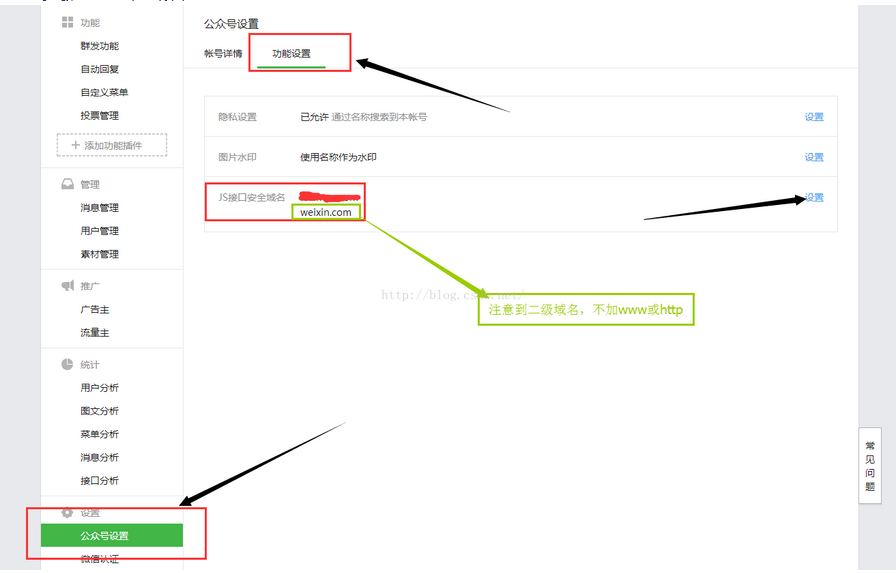 功能
群发功能
自动回复
自定义菜单
投票管理
+ 添加功能插件
管理
消息管理
用户管理
素材管理
推广
广告主
流量主
统计
用户分析
图文分析
菜单分析
消息分析
接口分析
设置
公众号设置
微信认证
公众号设置
帐号详情 功能设置
隐私设置 已允许 通过名称搜索到本帐号 设置
图片水印 使用名称作为水印 设置
JS接口安全域名 设置
weixin.com
注意到二级域名，不加www或http
常见问题